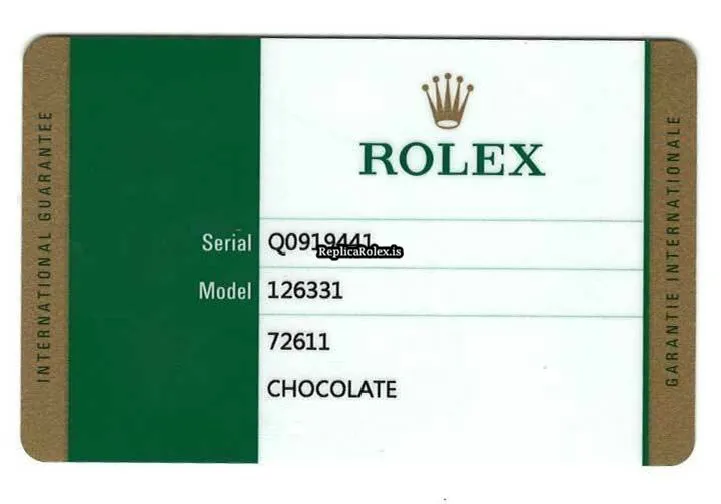 INTERNATIONAL GUARANTEE
ROLEX
Serial Q0919441
ReplicaRolex.is
Model 126331
72611
CHOCOLATE
GARANTIE INTERNATIONALE